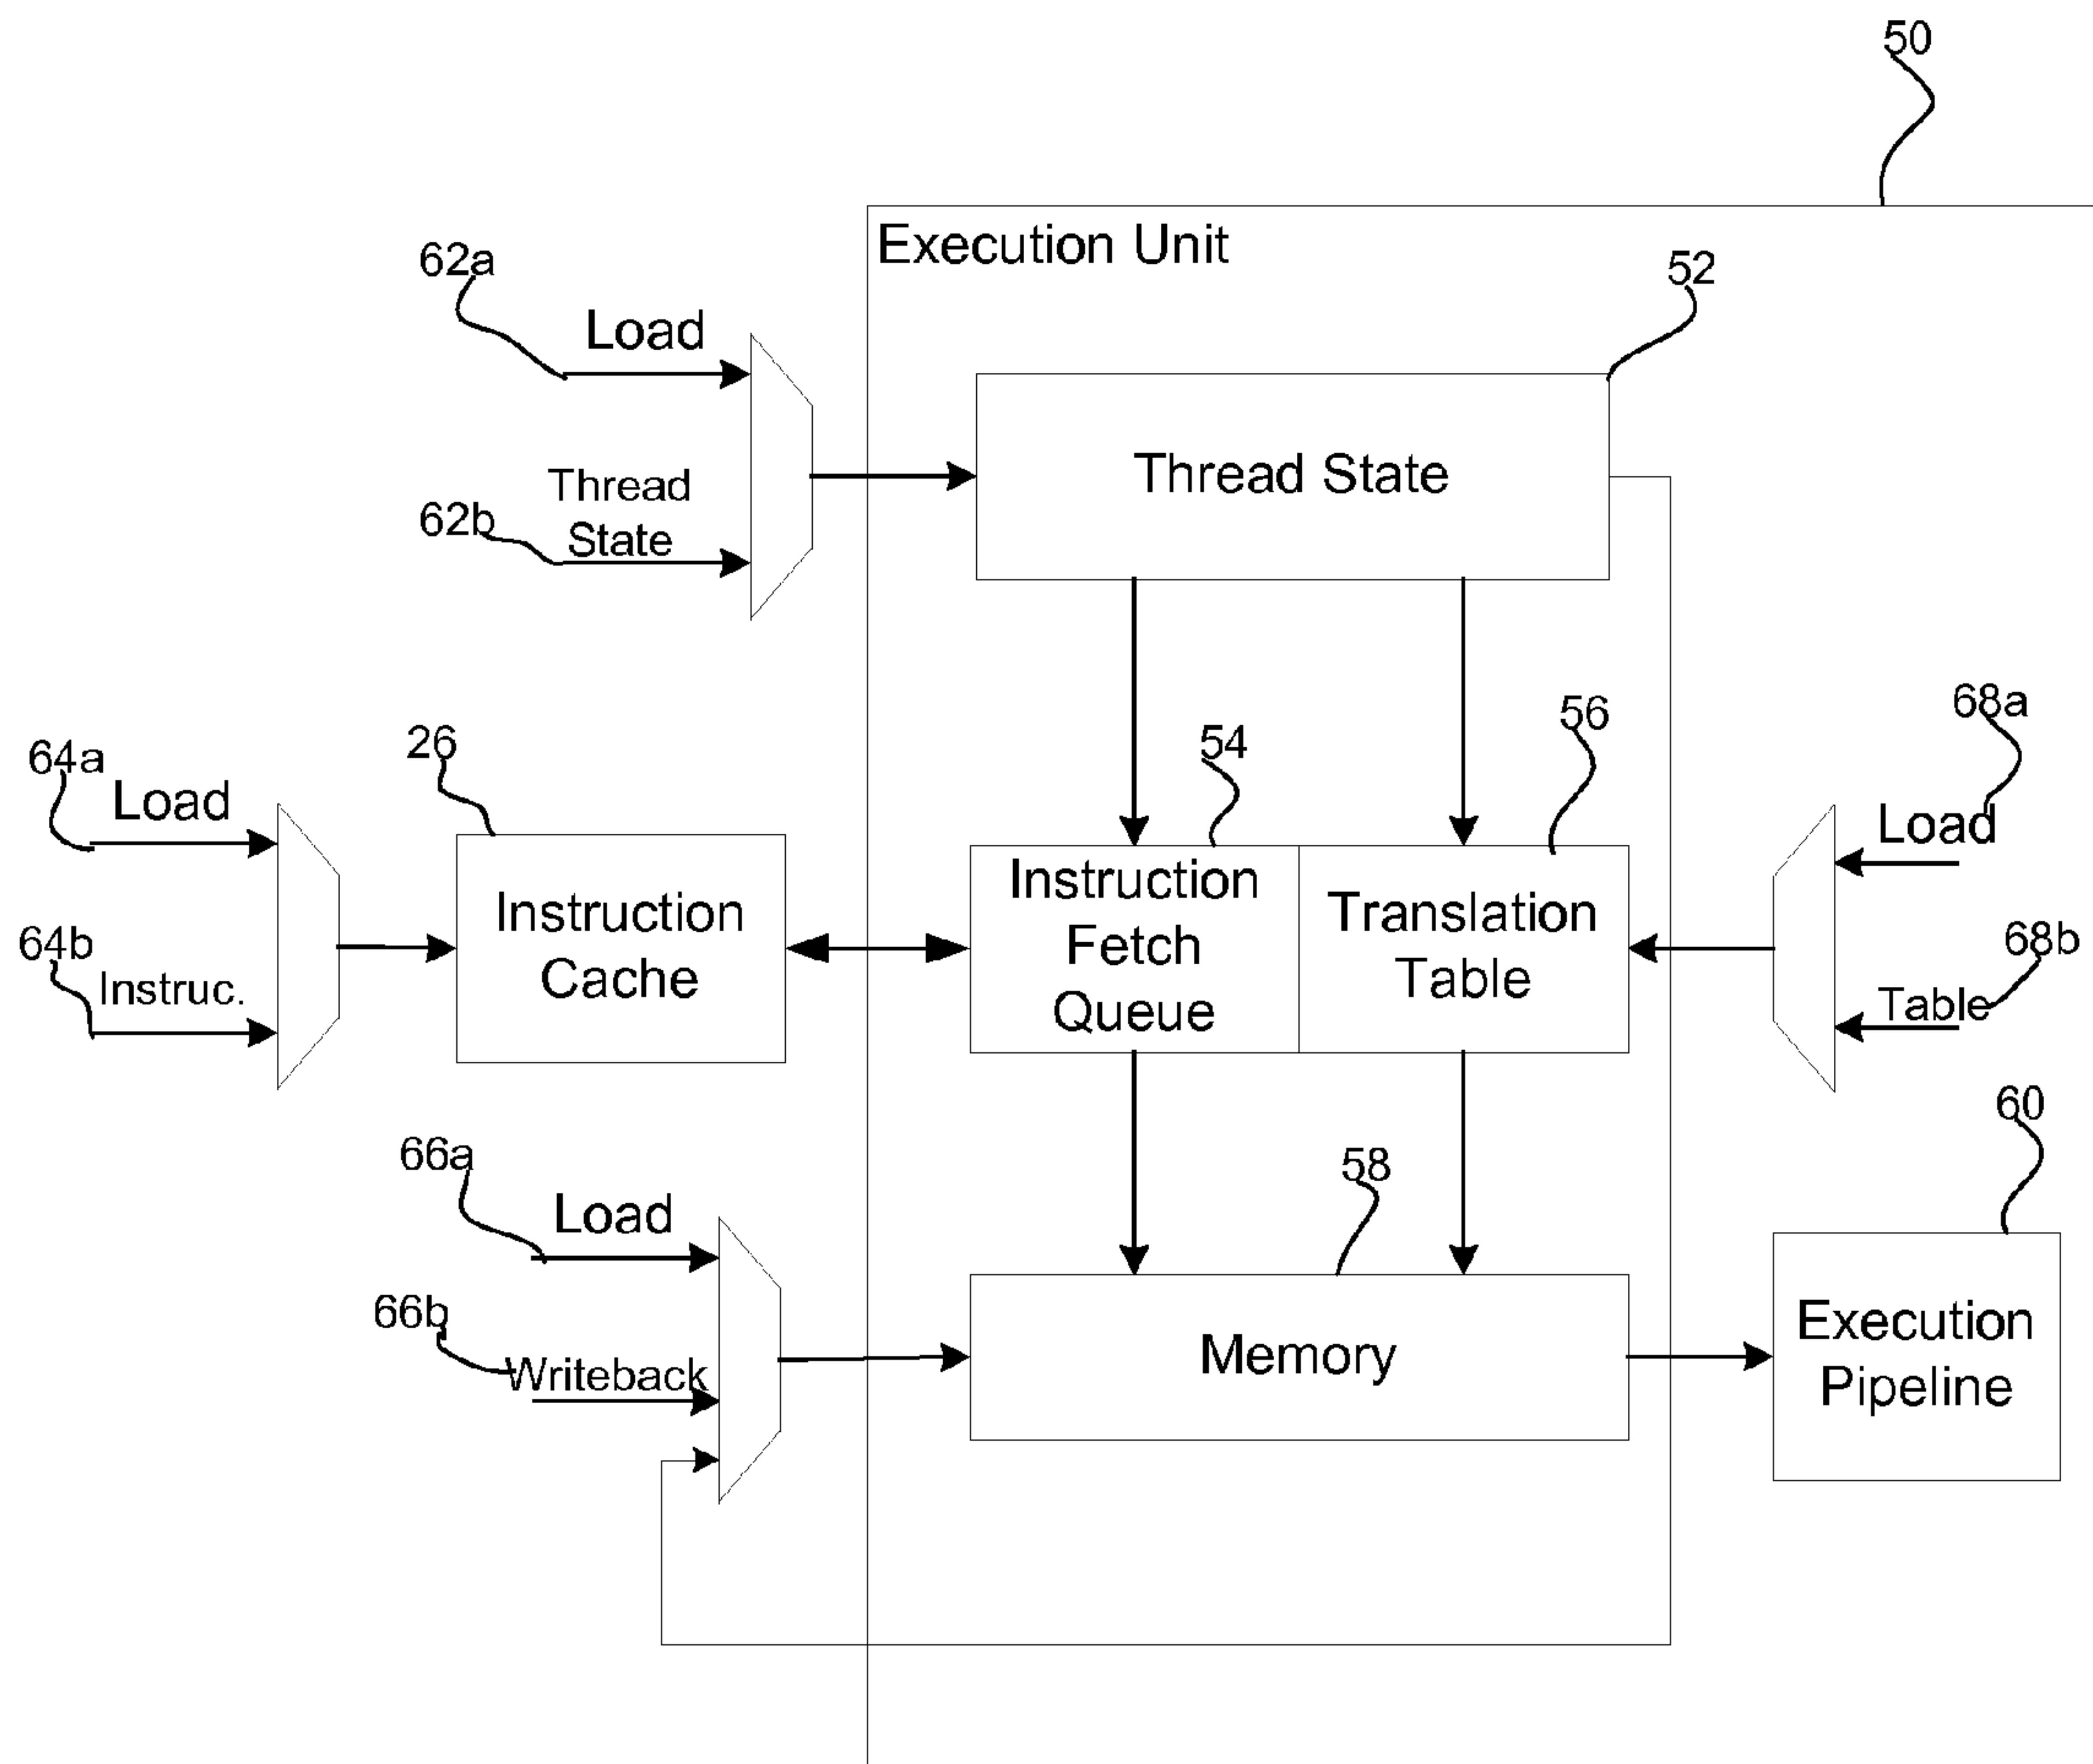 50
Execution Unit
62a
52
Load
Thread State
Thread
State
62b
68a
56
54
26
64a
Load
Load
Instruction
Fetch
Queue
Translation
Table
Instruction
Cache
64b
Instruc.
68b
Table
60
66a
58
Load
66b
Writeback
Memory
Execution
Pipeline